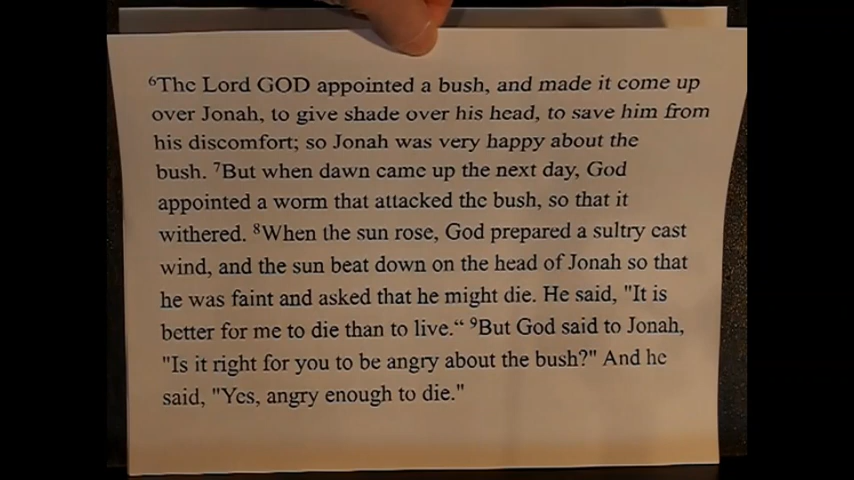 ⁶The Lord GOD appointed a bush, and made it come up
over Jonah, to give shade over his head, to save him from
his discomfort; so Jonah was very happy about the
bush. ⁷But when dawn came up the next day, God
appointed a worm that attacked the bush, so that it
withered. ⁸When the sun rose, God prepared a sultry east
wind, and the sun beat down on the head of Jonah so that
he was faint and asked that he might die. He said, "It is
better for me to die than to live.“ ⁹But God said to Jonah,
"Is it right for you to be angry about the bush?" And he
said, "Yes, angry enough to die."